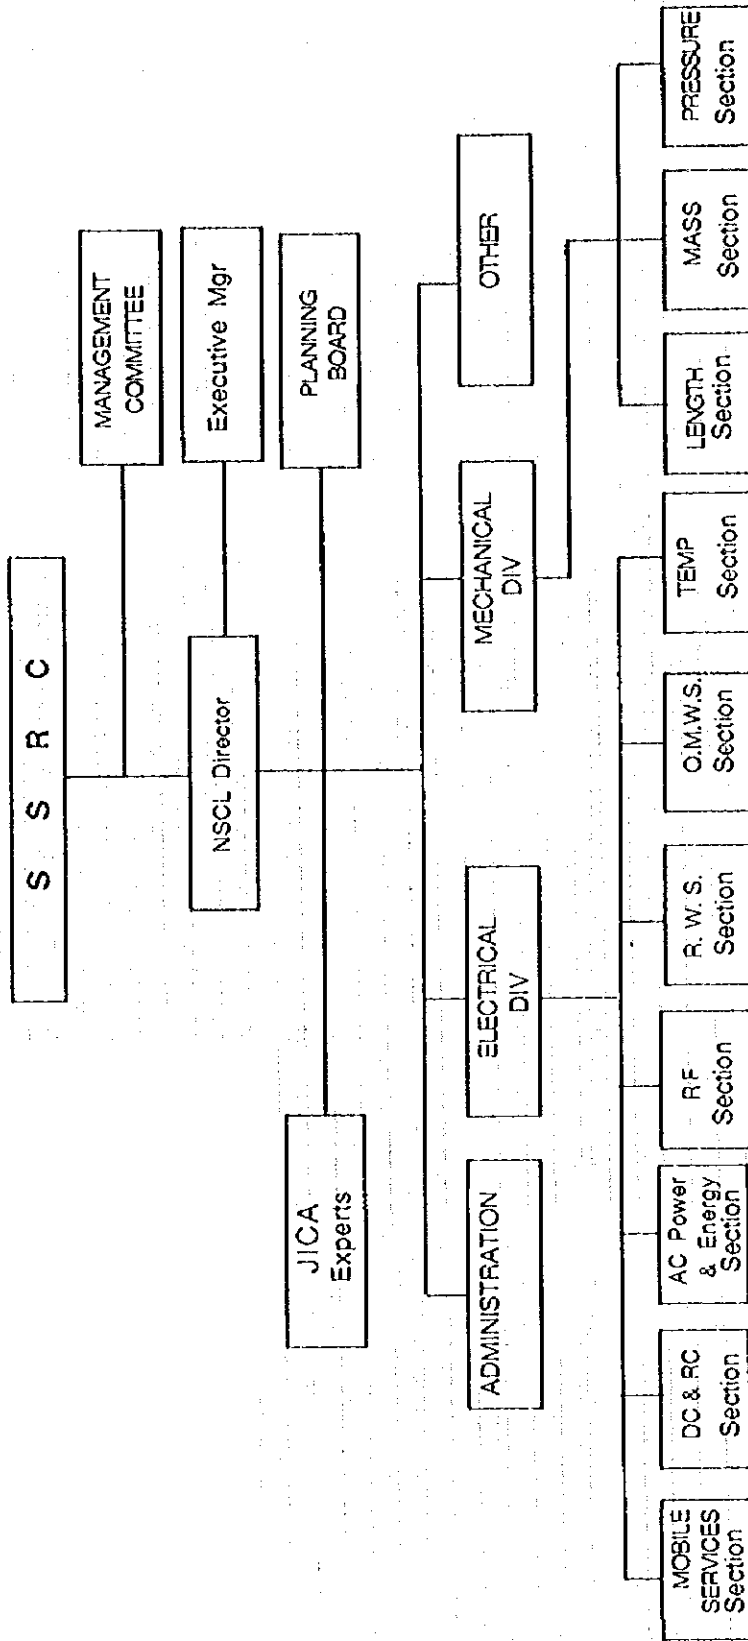 S S R C
MANAGEMENT
COMMITTEE
NSCL Director
Executive Mgr
JICA
Experts
PLANNING
BOARD
ADMINISTRATION
ELECTRICAL
DIV
MECHANICAL
DIV
OTHER
MOBILE
SERVICES
Section
DC & RC
Section
AC Power
& Energy
Section
RF
Section
R. W. S.
Section
O.M.W.S.
Section
TEMP
Section
LENGTH
Section
MASS
Section
PRESSURE
Section